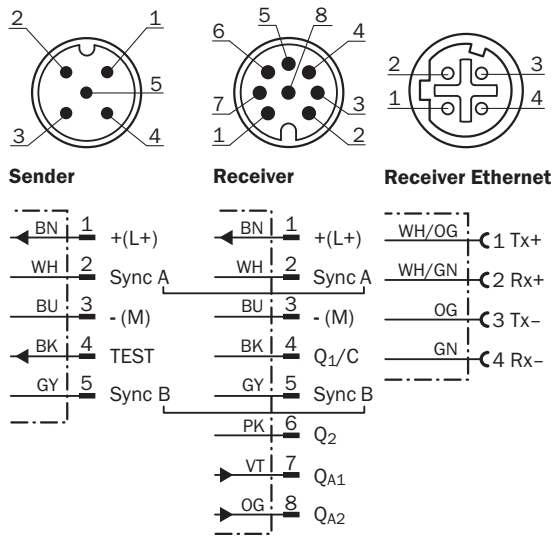 2 1 5 8 2 3
6 4
5
7 3 1 4
3 4 1 2
Sender Receiver Receiver Ethernet
BN 1 +(L+) BN 1 +(L+) WH/OG 1 Tx+
WH 2 Sync A WH 2 Sync A WH/GN 2 Rx+
BU 3 - (M) BU 3 - (M) OG 3 Tx–
BK 4 TEST BK 4 Q1/C GN 4 Rx–
GY 5 Sync B GY 5 Sync B
PK 6 Q2
VT 7 QA1
OG 8 QA2